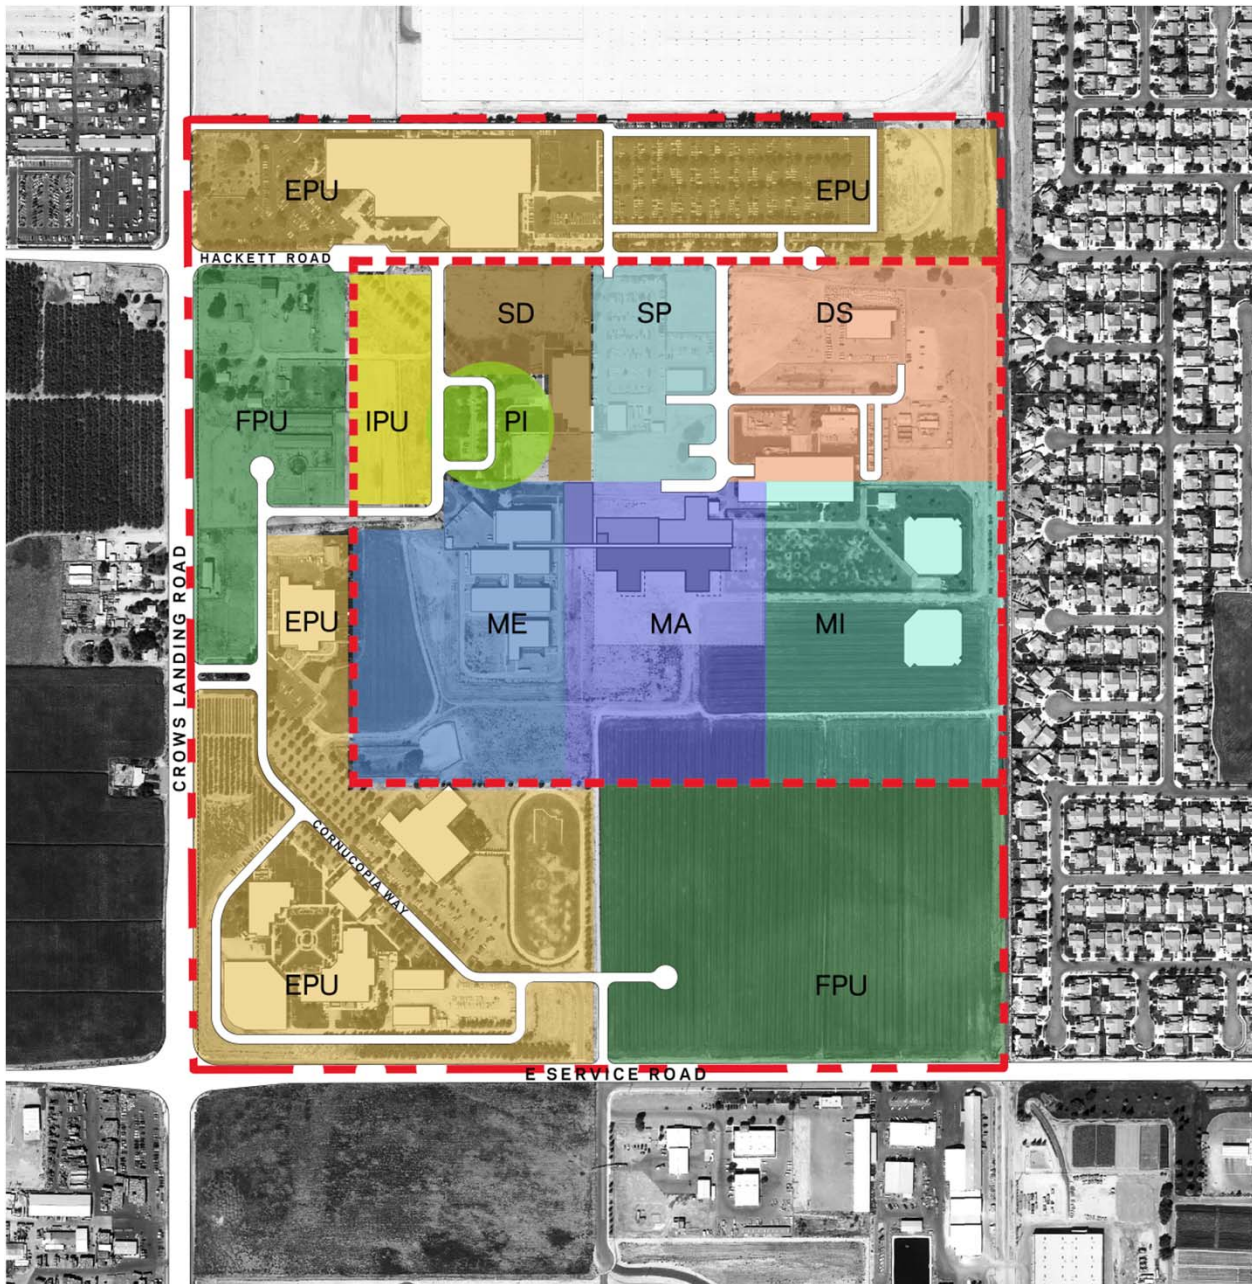 EPU
EPU
HACKETT ROAD
SD
SP
DS
FPU
IPU
PI
EPU
ME
MA
MI
CROWS LANDING ROAD
CORNUCOPIA WAY
EPU
FPU
E SERVICE ROAD